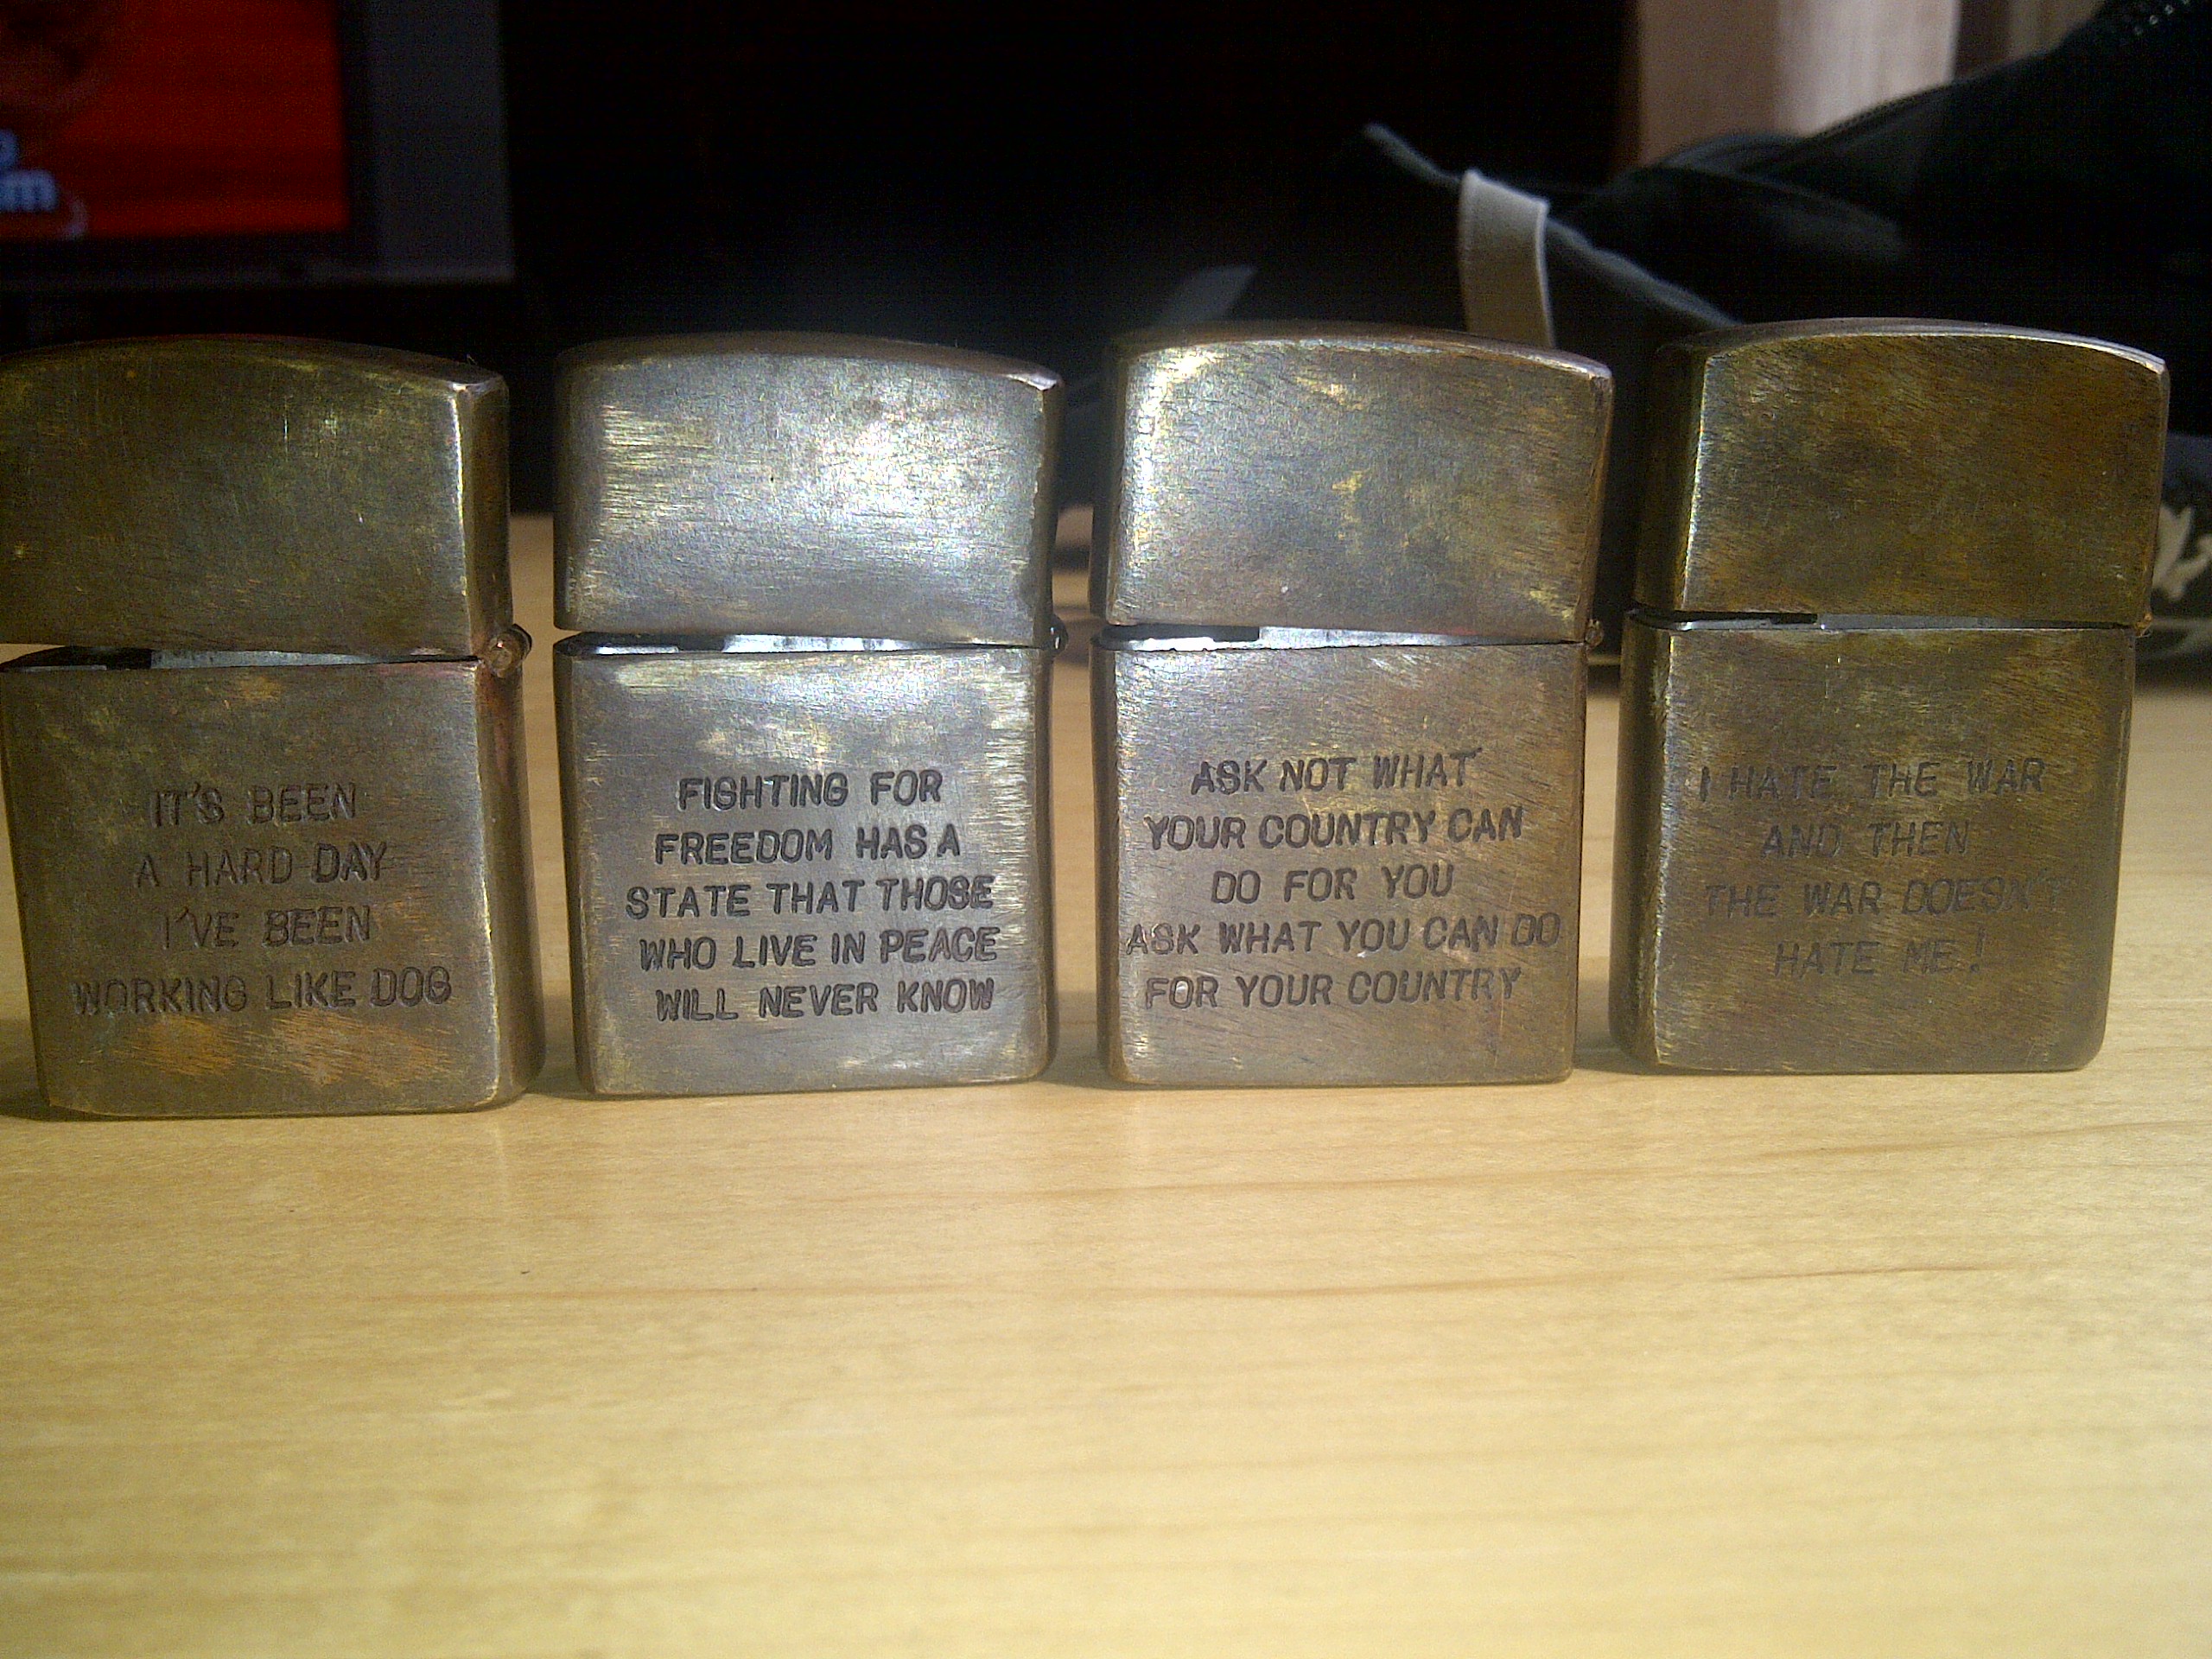 m
IT'S BEEN
A HARD DAY
I'VE BEEN
WORKING LIKE DOG
FIGHTING FOR
FREEDOM HAS A
STATE THAT THOSE
WHO LIVE IN PEACE
WILL NEVER KNOW
ASK NOT WHAT
YOUR COUNTRY CAN
DO FOR YOU
ASK WHAT YOU CAN DO
FOR YOUR COUNTRY
I HATE THE WAR
AND THEN
THE WAR DOESN'T
HATE ME!